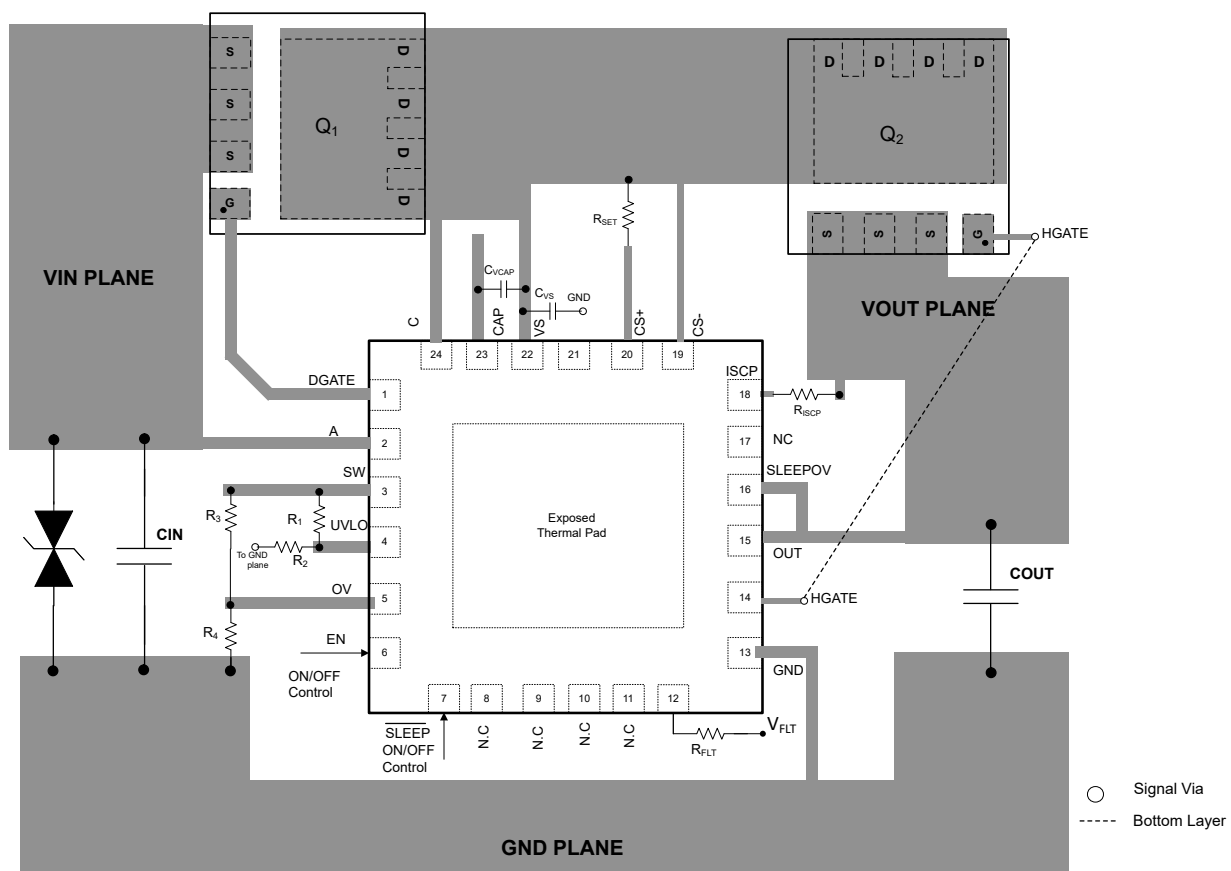 S
S
S
G
Q1
D
D
D
D
D D D D
Q2
S
S
S
G
HGATE
RSET
VIN PLANE
VOUT PLANE
CVCAP
CVS
GND
C
CAP
VS
CS+
CS-
24
23
22
21
20
19
DGATE
1
ISCP
18
RISCP
A
2
17
NC
SW
3
SLEEPOV
16
R3
R1
UVLO
4
To GND
plane
R2
Exposed
Thermal Pad
15
OUT
CIN
OV
5
14
HGATE
COUT
R4
EN
6
ON/OFF
Control
13
GND
7
8
9
10
11
12
SLEEP
ON/OFF
Control
N.C
N.C
N.C
N.C
RFLT
VFLT
GND PLANE
Signal Via
Bottom Layer